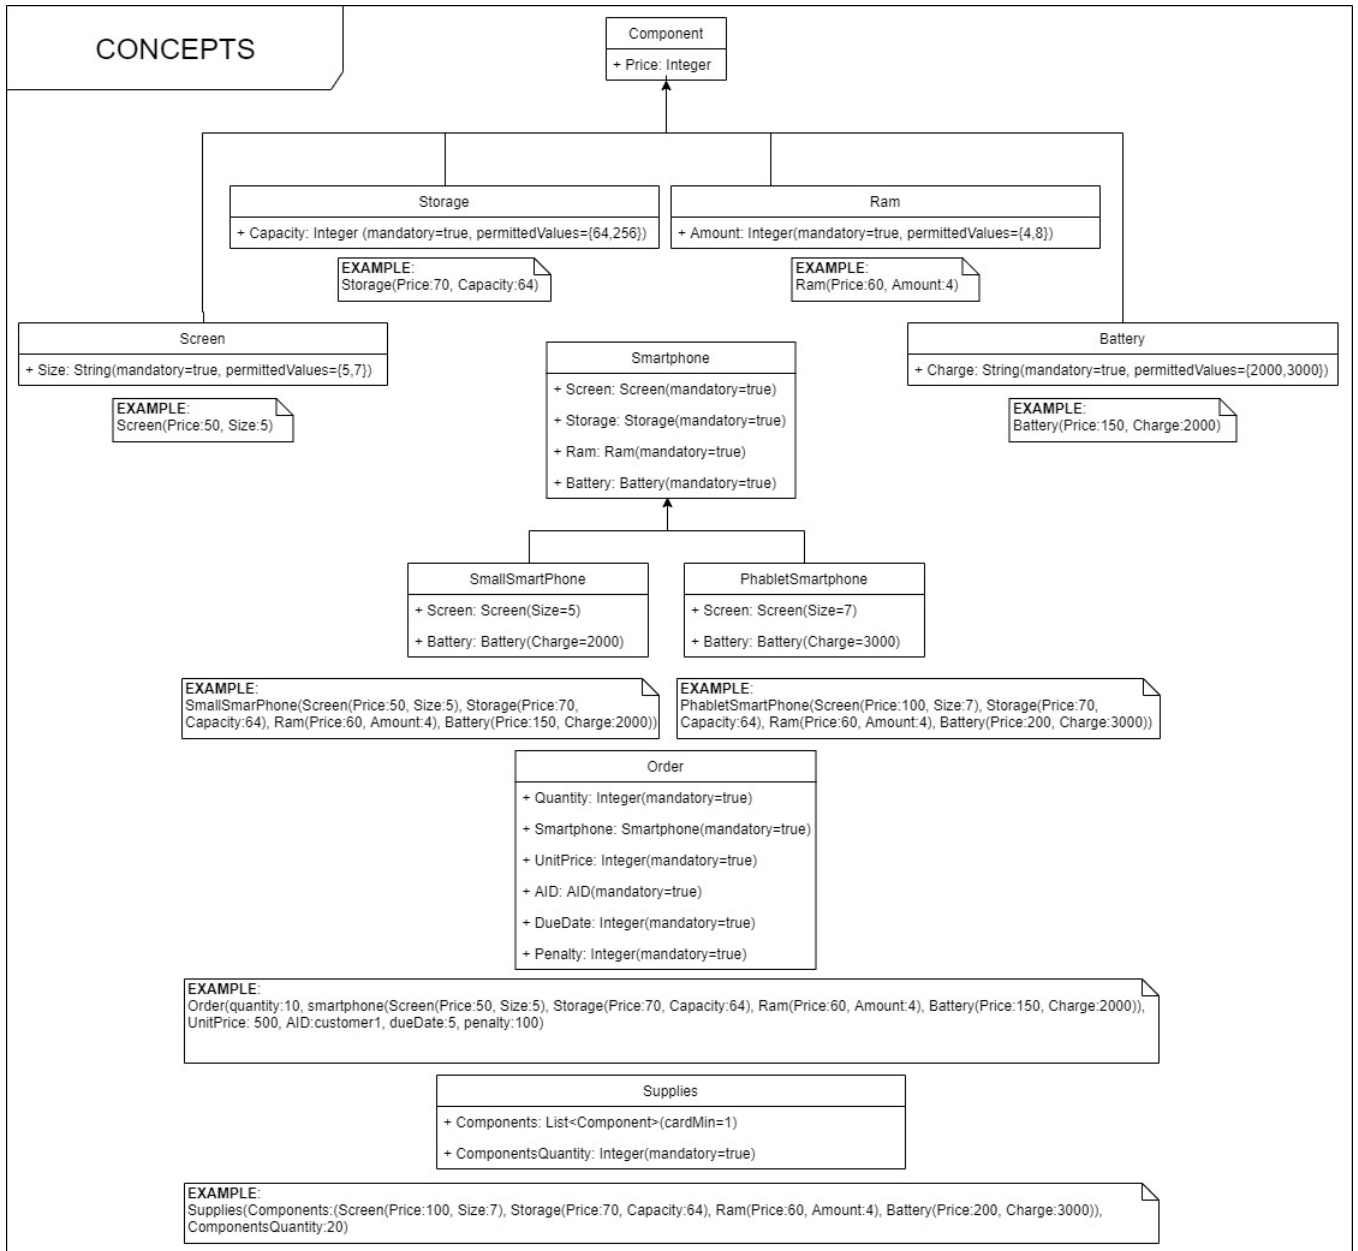 CONCEPTS
Component
+ Price: Integer
Storage
+ Capacity: Integer (mandatory=true, permittedValues={64,256})
EXAMPLE:
Storage(Price:70, Capacity:64)
Ram
+ Amount: Integer(mandatory=true, permittedValues={4,8})
EXAMPLE:
Ram(Price:60, Amount:4)
Screen
+ Size: String(mandatory=true, permittedValues={5,7})
EXAMPLE:
Screen(Price:50, Size:5)
Smartphone
+ Screen: Screen(mandatory=true)
+ Storage: Storage(mandatory=true)
+ Ram: Ram(mandatory=true)
+ Battery: Battery(mandatory=true)
Battery
+ Charge: String(mandatory=true, permittedValues={2000,3000})
EXAMPLE:
Battery(Price:150, Charge:2000)
SmallSmartPhone
+ Screen: Screen(Size=5)
+ Battery: Battery(Charge=2000)
PhabletSmartphone
+ Screen: Screen(Size=7)
+ Battery: Battery(Charge=3000)
EXAMPLE:
SmallSmarPhone(Screen(Price:50, Size:5), Storage(Price:70,
Capacity:64), Ram(Price:60, Amount:4), Battery(Price:150, Charge:2000))
EXAMPLE:
PhabletSmartPhone(Screen(Price:100, Size:7), Storage(Price:70,
Capacity:64), Ram(Price:60, Amount:4), Battery(Price:200, Charge:3000))
Order
+ Quantity: Integer(mandatory=true)
+ Smartphone: Smartphone(mandatory=true)
+ UnitPrice: Integer(mandatory=true)
+ AID: AID(mandatory=true)
+ DueDate: Integer(mandatory=true)
+ Penalty: Integer(mandatory=true)
EXAMPLE:
Order(quantity:10, smartphone(Screen(Price:50, Size:5), Storage(Price:70, Capacity:64), Ram(Price:60, Amount:4), Battery(Price:150, Charge:2000)),
UnitPrice: 500, AID:customer1, dueDate:5, penalty:100)
Supplies
+ Components: List<Component>(cardMin=1)
+ ComponentsQuantity: Integer(mandatory=true)
EXAMPLE:
Supplies(Components:(Screen(Price:100, Size:7), Storage(Price:70, Capacity:64), Ram(Price:60, Amount:4), Battery(Price:200, Charge:3000)),
ComponentsQuantity:20)